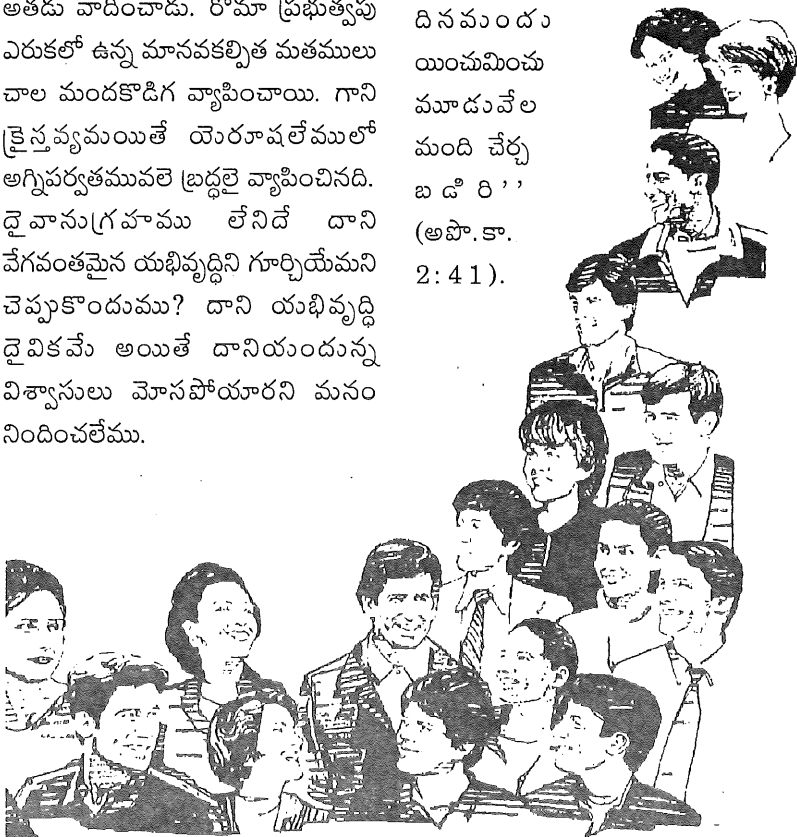 అతడు వాదించాడు. రోమా ప్రభుత్వపు
ఎరుకలో ఉన్న మానవకల్పిత మతములు
చాల మందకొడిగ వ్యాపించాయి. గాని
క్రైస్తవ్యమయితే యెరూషలేములో
అగ్నిపర్వతమువలె బ్రద్ధలై వ్యాపించినది.
దైవానుగ్రహము లేనిదే దాని
వేగవంతమైన యభివృద్ధిని గూర్చియేమని
చెప్పుకొందుము? దాని యభివృద్ధి
దైవికమే అయితే దానియందున్న
విశ్వాసులు మోసపోయారని మనం
నిందించలేము.
దినమందు
యించుమించు
మూడువేల
మంది చేర్చ
బడిరి’’
(అపొ.కా.
2:41).